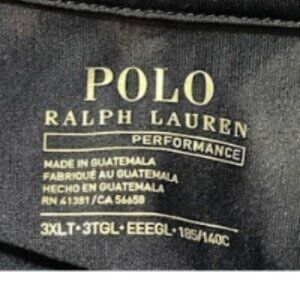 POLO
RALPH LAUREN
PERFORMANCE
MADE IN GUATEMALA
FABRIQUÉ AU GUATEMALA
HECHO EN GUATEMALA
RN 41381/CA 56658
3XLT·3TGL·EEEGL·185/140C